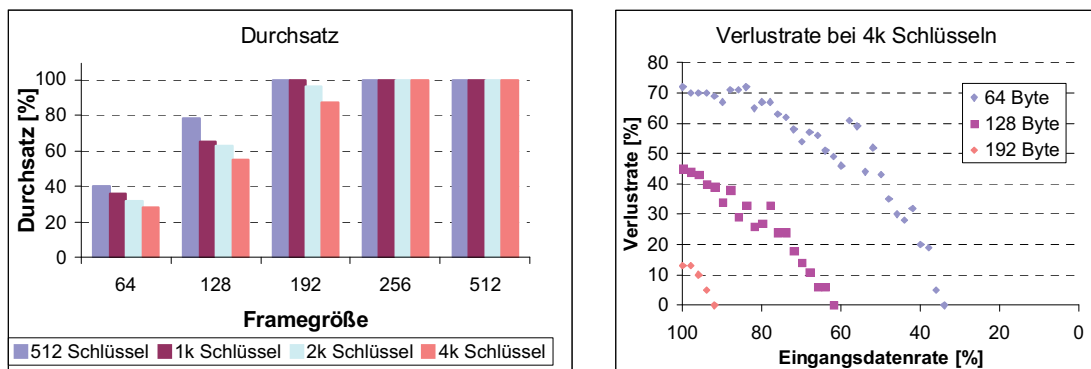 Durchsatz
Durchsatz [%]
100
80
60
40
20
0
64 128 192 256 512
Framegröße
512 Schlüssel 1k Schlüssel 2k Schlüssel 4k Schlüssel
Verlustrate bei 4k Schlüsseln
Verlustrate [%]
80
70
60
50
40
30
20
10
0
64 Byte
128 Byte
192 Byte
100 80 60 40 20 0
Eingangsdatenrate [%]